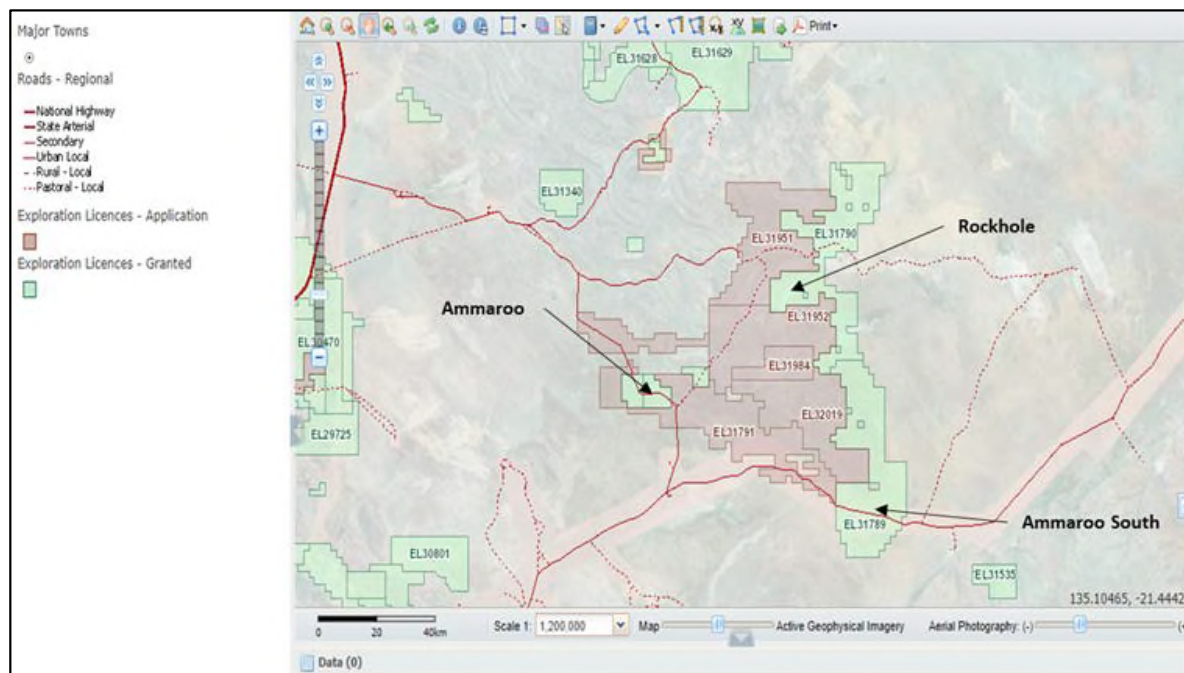 Major Towns
Roads - Regional
National Highway
State Arterial
Secondary
Urban Local
Rural - Local
Pastoral - Local
Exploration Licences - Application
Exploration Licences - Granted
Print
EL31628
EL31629
EL31340
EL31951
EL31790
Rockhole
Ammaroo
EL31952
EL30470
EL31984
EL29725
EL31791
EL32019
EL31789
Ammaroo South
EL30801
EL31535
135.10465, -21.4442
0 20 40km
Scale 1: 1,200,000
Map
Active Geophysical Imagery
Aerial Photography: (-)
Data (0)